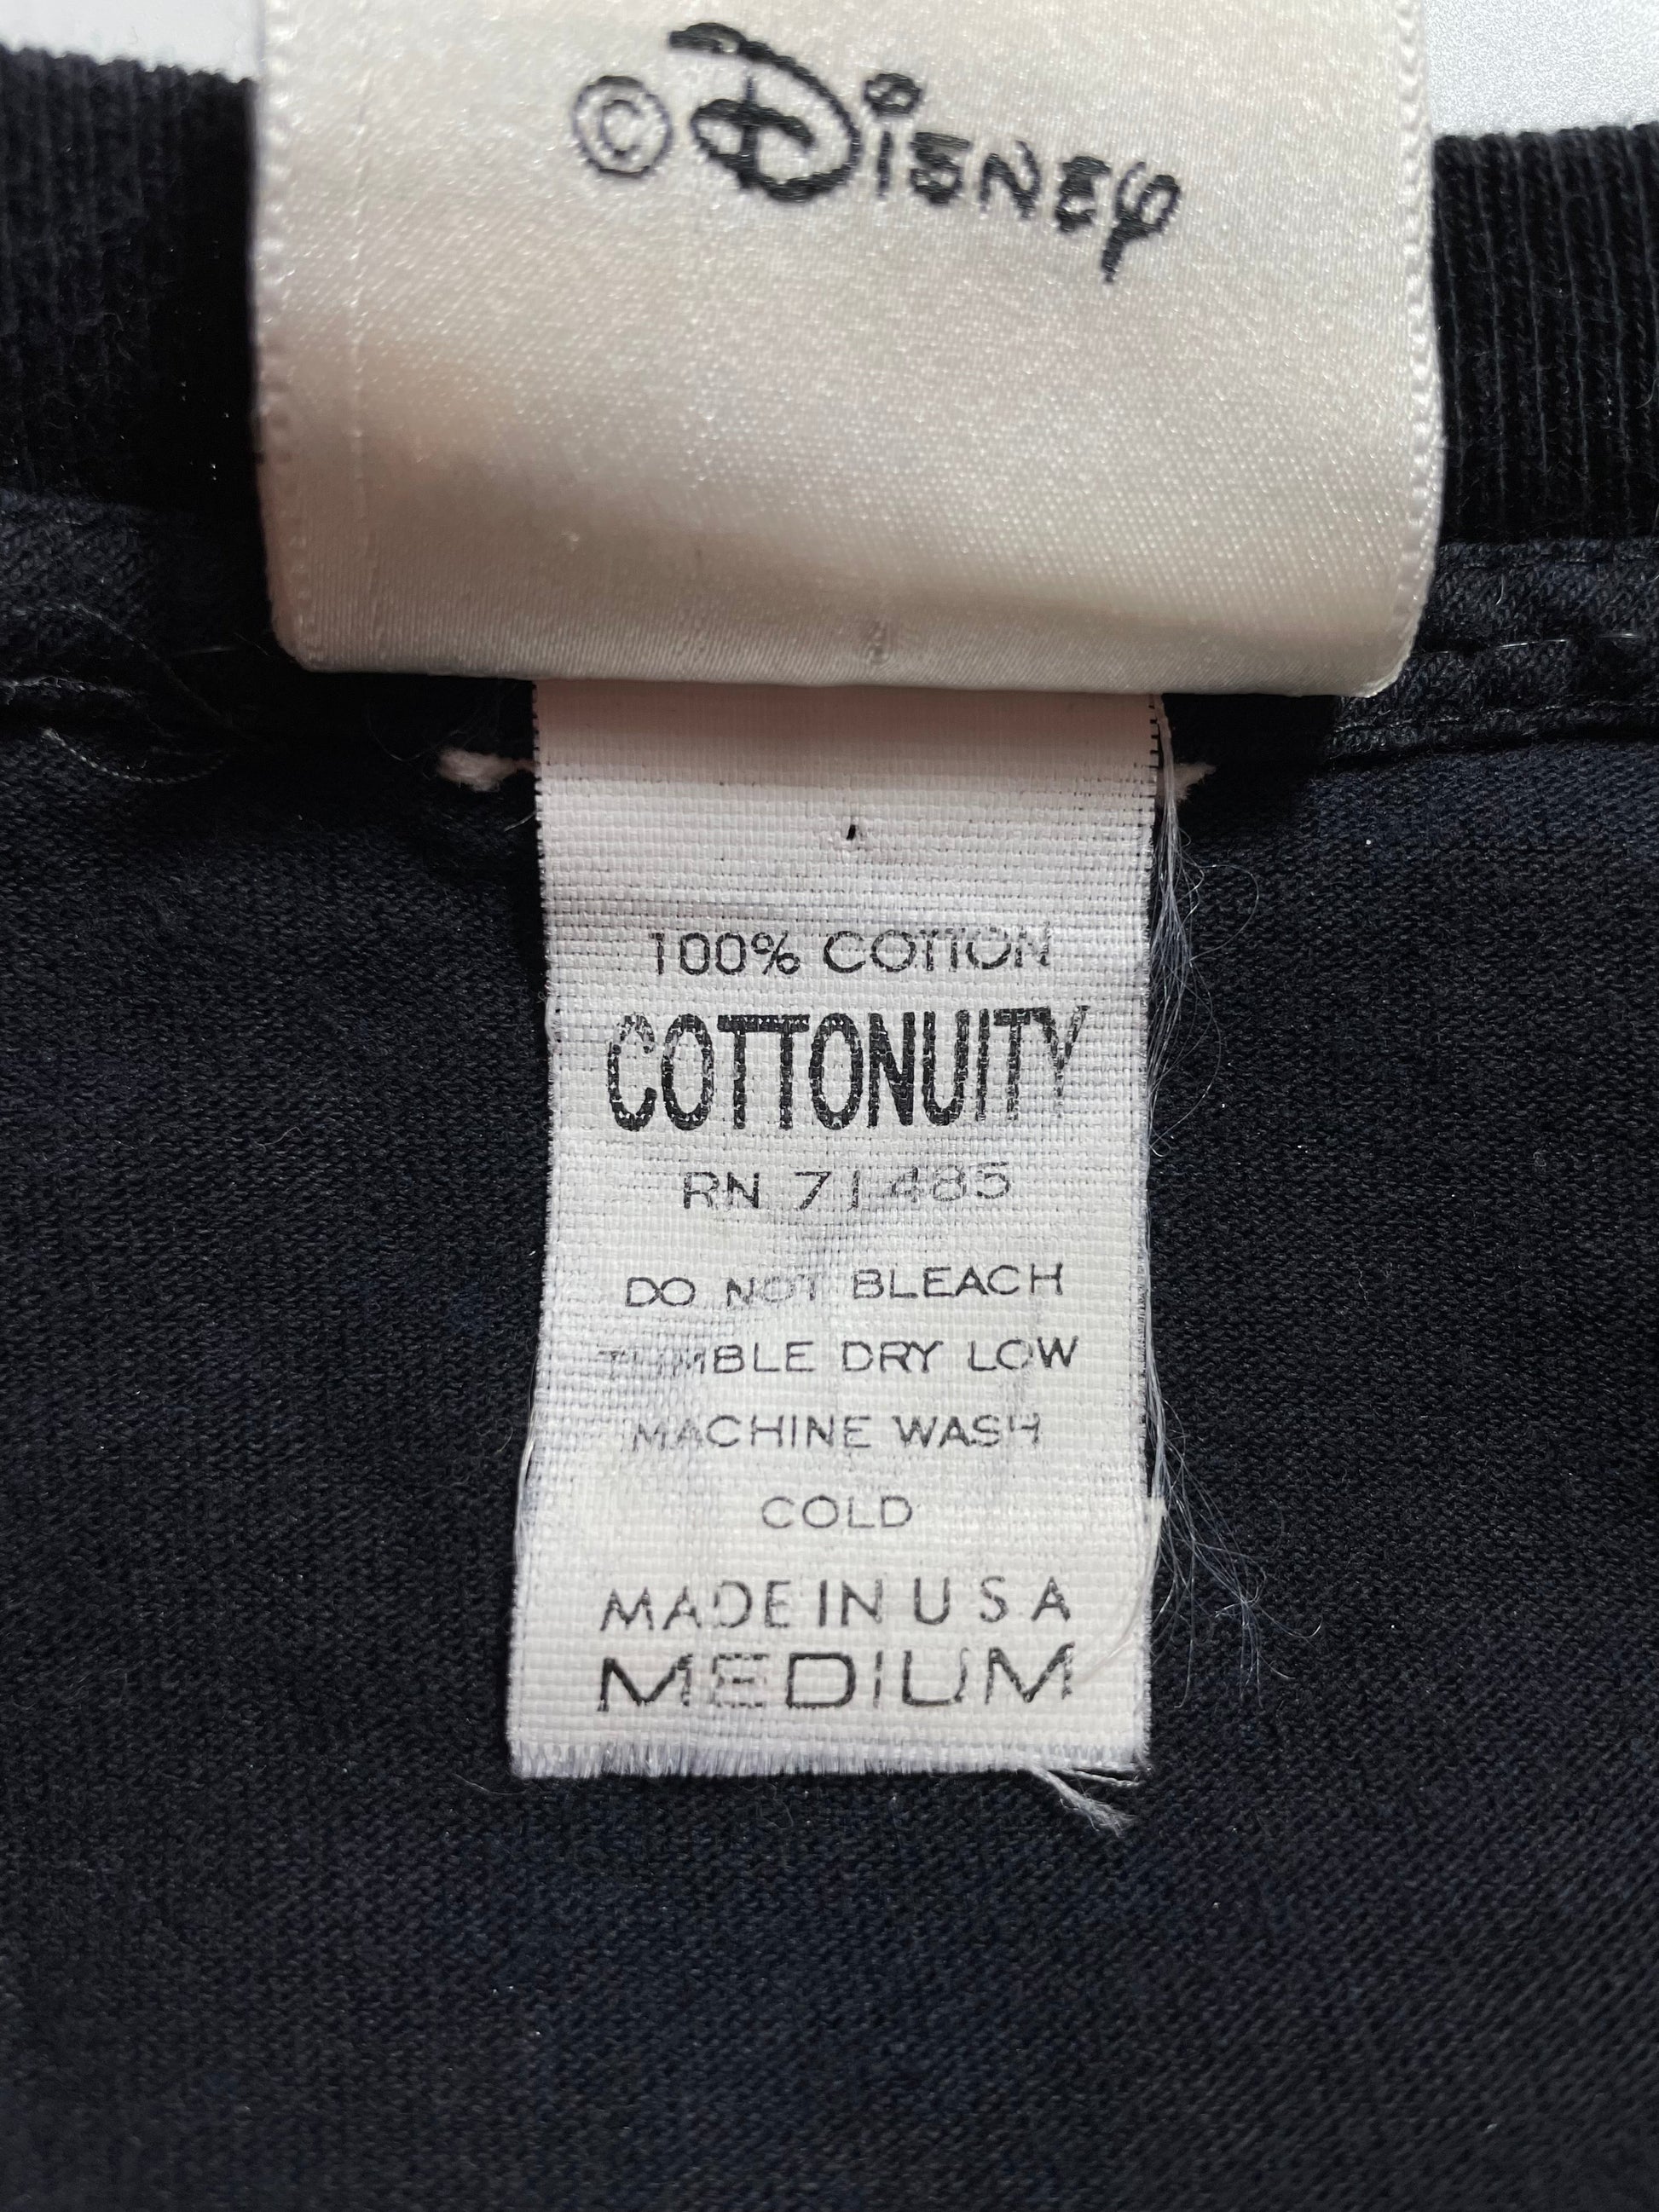 ©Disney
100% COTTON
COTTONUITY
RN 71485
DO NOT BLEACH
TUMBLE DRY LOW
MACHINE WASH
COLD
MADE IN U S A
MEDIUM